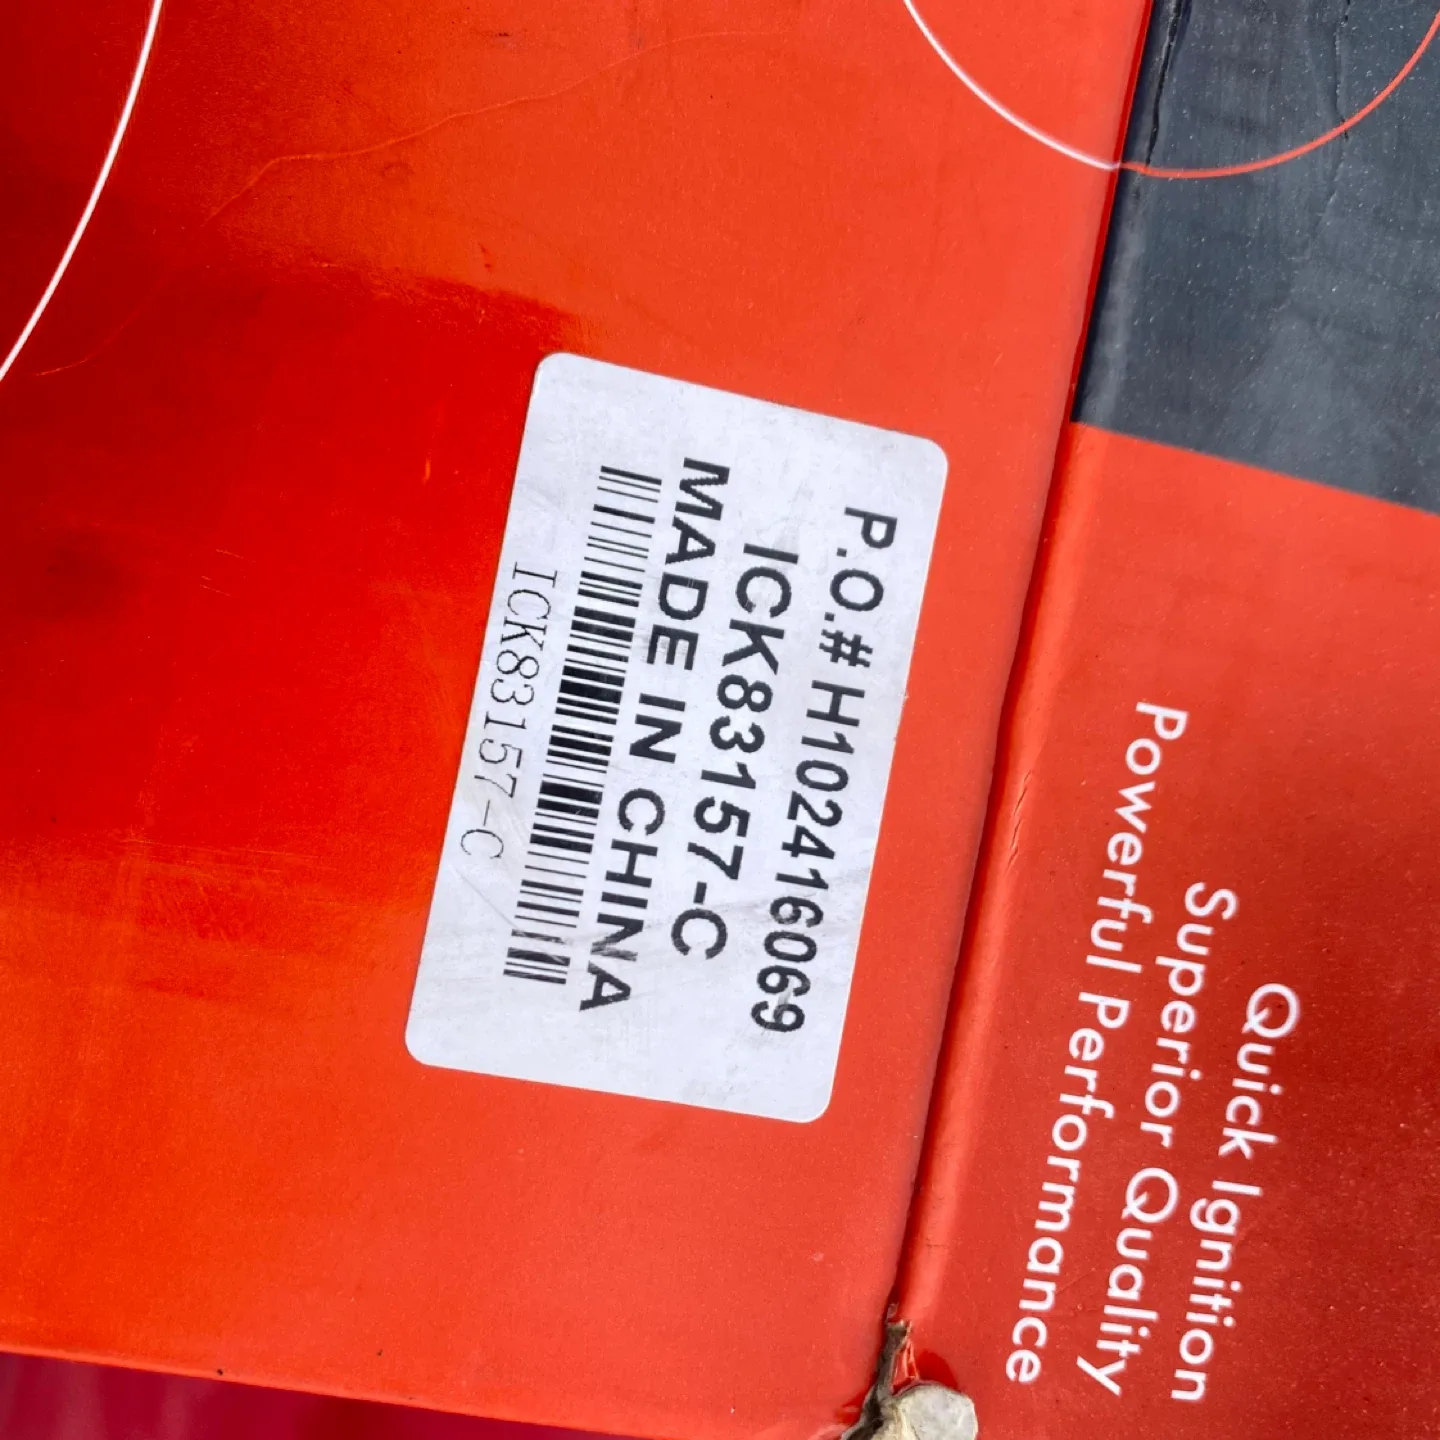 P.O.# H102416069
ICK83157-C
MADE IN CHINA
ICK83157-C
Quick Ignition
Superior Quality
Powerful Performance